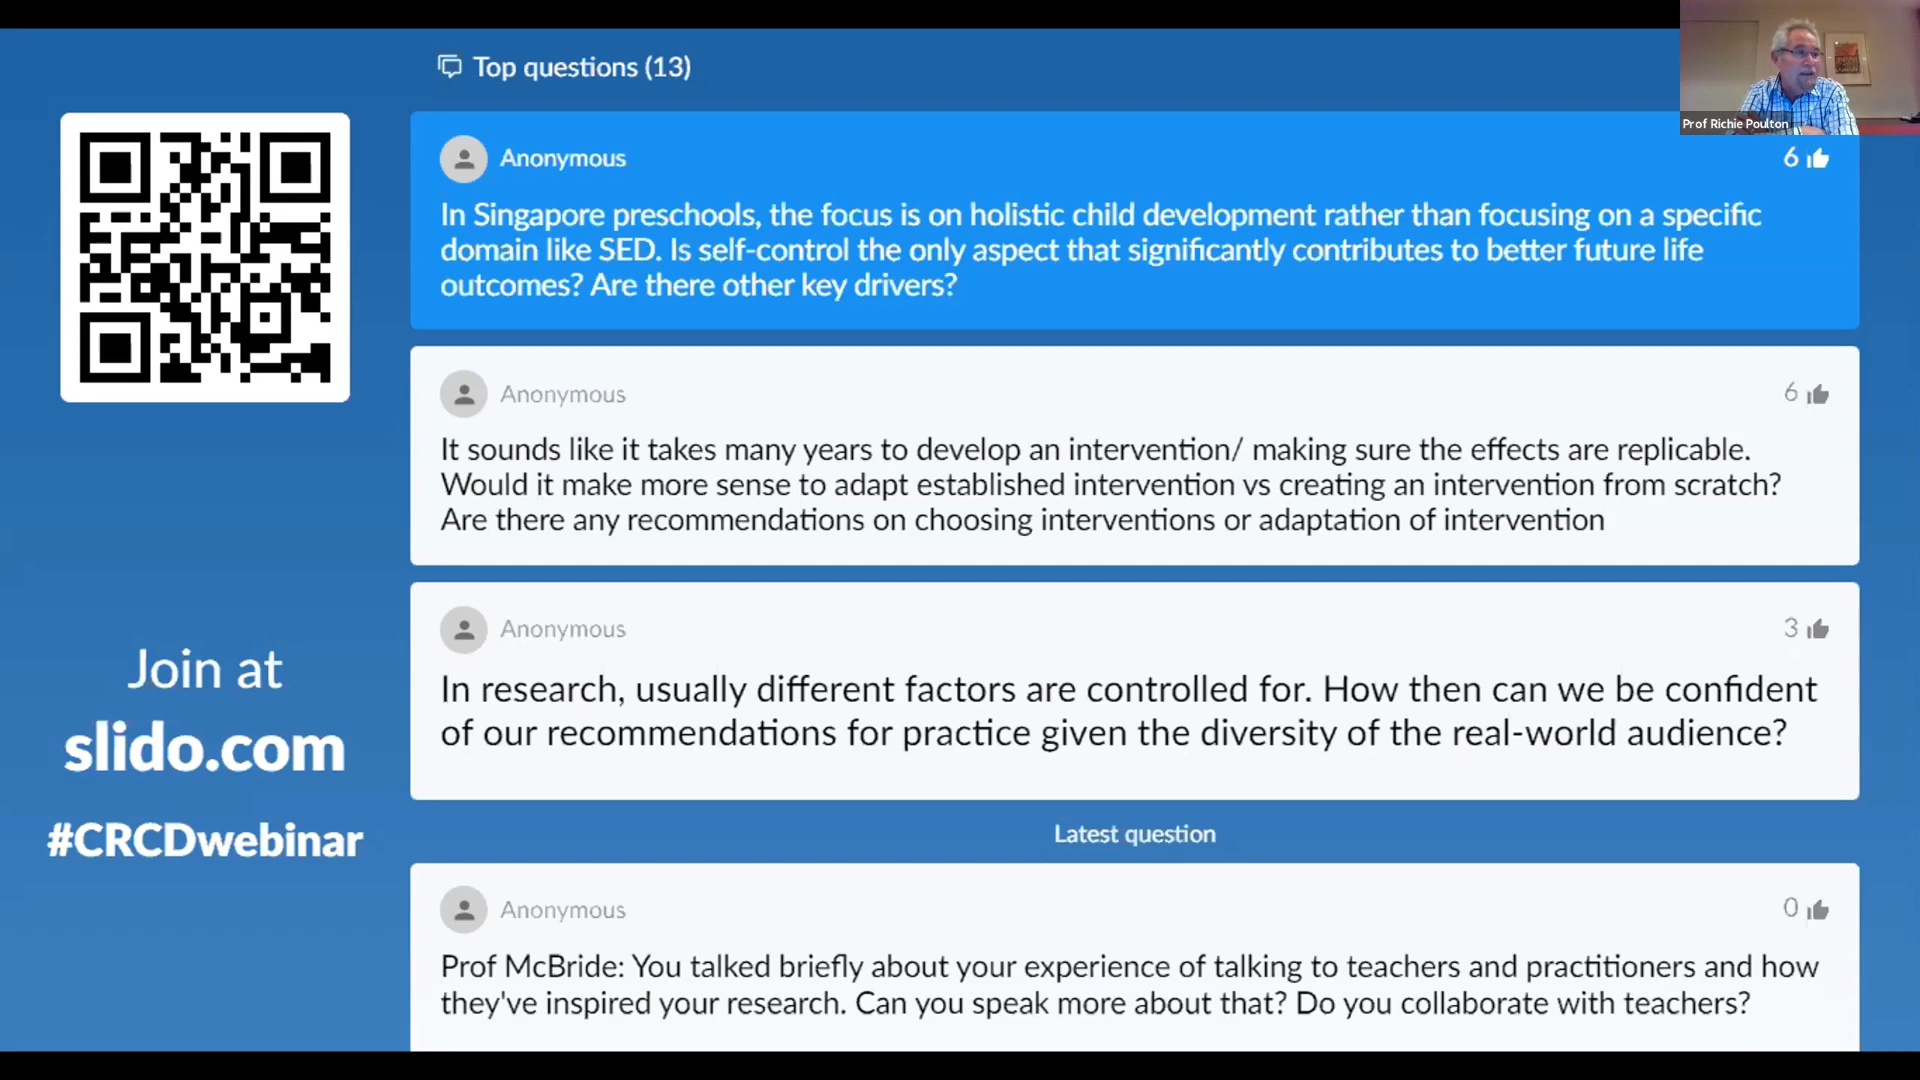 Top questions (13)
Prof Richie Poulton
Anonymous
6
In Singapore preschools, the focus is on holistic child development rather than focusing on a specific
domain like SED. Is self-control the only aspect that significantly contributes to better future life
outcomes? Are there other key drivers?
Anonymous
6
It sounds like it takes many years to develop an intervention/ making sure the effects are replicable.
Would it make more sense to adapt established intervention vs creating an intervention from scratch?
Are there any recommendations on choosing interventions or adaptation of intervention
Anonymous
3
In research, usually different factors are controlled for. How then can we be confident
of our recommendations for practice given the diversity of the real-world audience?
Latest question
Anonymous
0
Prof McBride: You talked briefly about your experience of talking to teachers and practitioners and how
they've inspired your research. Can you speak more about that? Do you collaborate with teachers?
Join at
slido.com
#CRCDwebinar